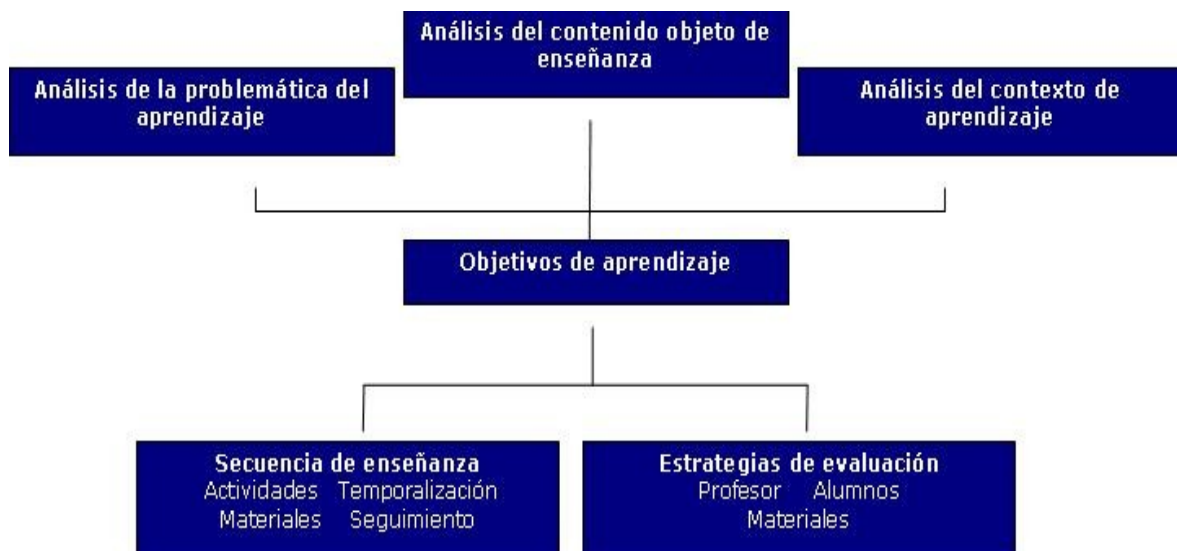 Análisis del contenido objeto de
enseñanza
Análisis de la problemática del
aprendizaje
Análisis del contexto de
aprendizaje
Objetivos de aprendizaje
Secuencia de enseñanza
Actividades Temporalización
Materiales Seguimiento
Estrategias de evaluación
Profesor Alumnos
Materiales